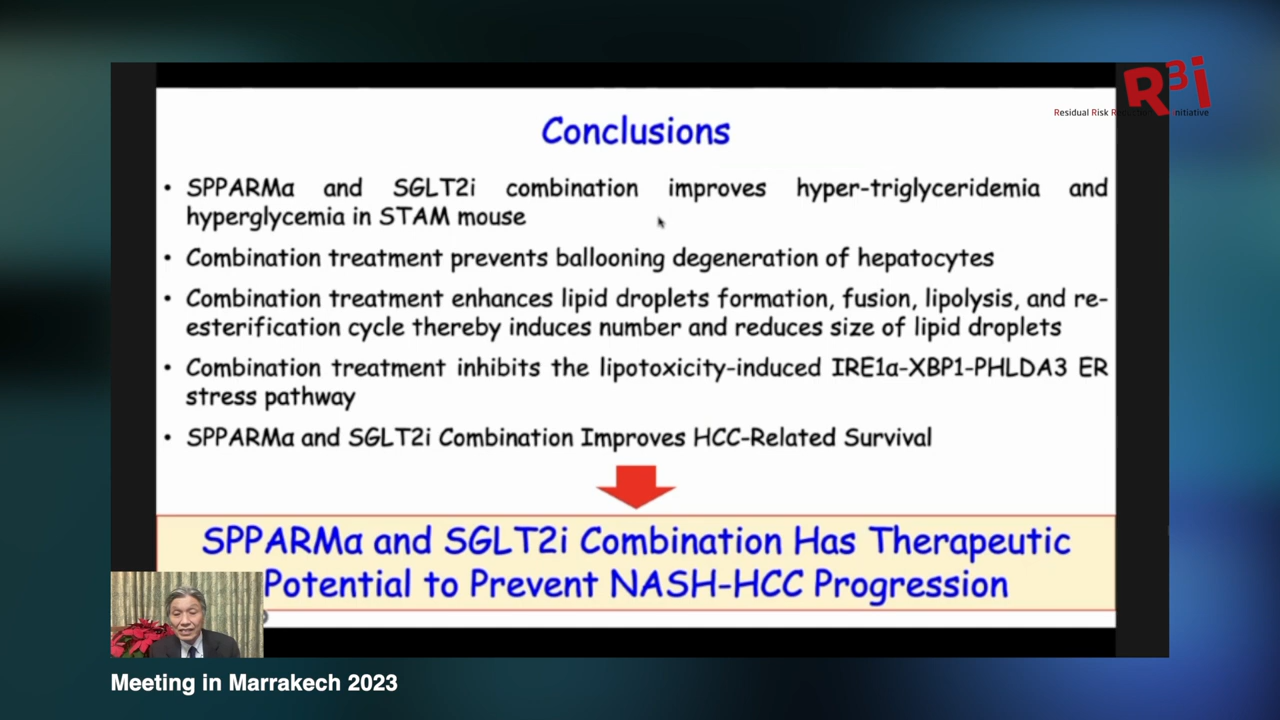 R3i
Residual Risk R nitiative
Conclusions
• SPPARMα and SGLT2i combination improves hyper-triglyceridemia and
hyperglycemia in STAM mouse
• Combination treatment prevents ballooning degeneration of hepatocytes
• Combination treatment enhances lipid droplets formation, fusion, lipolysis, and re-
esterification cycle thereby induces number and reduces size of lipid droplets
• Combination treatment inhibits the lipotoxicity-induced IRE1α-XBP1-PHLDA3 ER
stress pathway
• SPPARMα and SGLT2i Combination Improves HCC-Related Survival
SPPARMα and SGLT2i Combination Has Therapeutic
Potential to Prevent NASH-HCC Progression
Meeting in Marrakech 2023